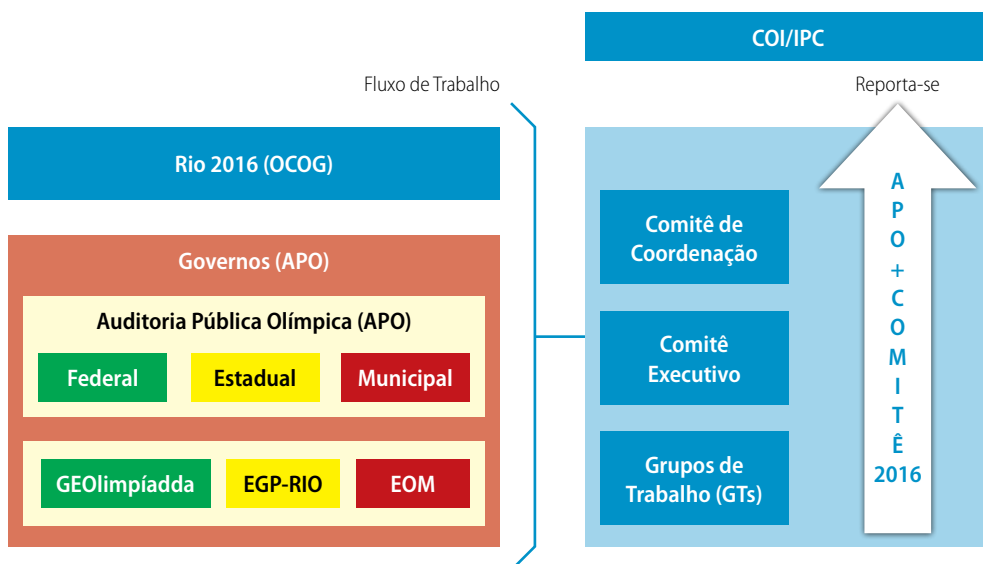 COI/IPC
Fluxo de Trabalho
Reporta-se
Rio 2016 (OCOG)
Governos (APO)
Auditoria Pública Olímpica (APO)
Federal
Estadual
Municipal
GEOlimpíadda
EGP-RIO
EOM
Comitê de
Coordenação
Comitê
Executivo
Grupos de
Trabalho (GTs)
A
P
O
+
C
O
M
I
T
Ê
2016